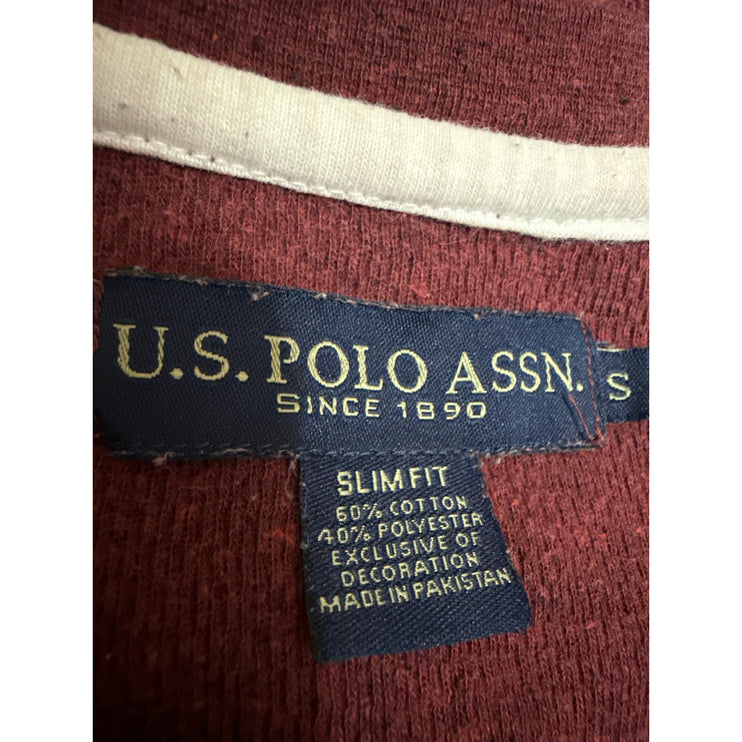 U.S. POLO ASSN.
SINCE 1890
S
SLIM FIT
60% COTTON
40% POLYESTER
EXCLUSIVE OF
DECORATION
MADE IN PAKISTAN